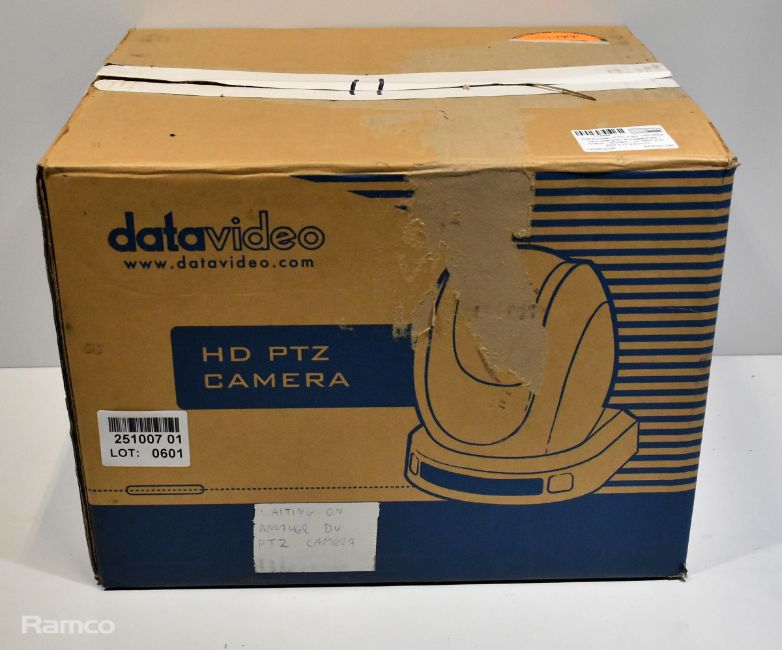 datavideo
www.datavideo.com
HD PTZ
CAMERA
251007 01
LOT: 0601
WAITING ON
ANOTHER DV
PTZ CAMERA
Ramco